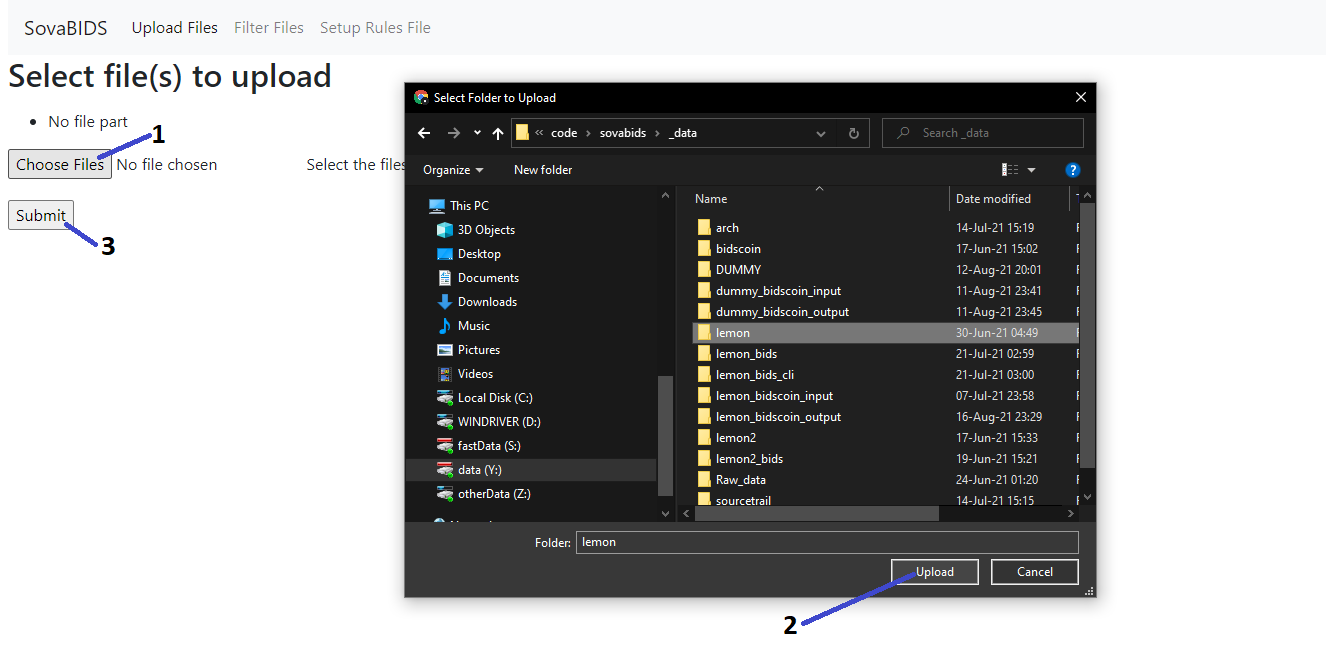 SovaBIDS Upload Files Filter Files Setup Rules File
Select file(s) to upload
No file part
1
Choose Files No file chosen Select the files
Submit
3
Select Folder to Upload
« code › sovabids › _data
Search _data
Organize New folder
?
This PC
3D Objects
Desktop
Documents
Downloads
Music
Pictures
Videos
Local Disk (C:)
WINDRIVER (D:)
fastData (S:)
data (Y:)
otherData (Z:)
Name Date modified
arch 14-Jul-21 15:19
bidscoin 17-Jun-21 15:02
DUMMY 12-Aug-21 20:01
dummy_bidscoin_input 11-Aug-21 23:41
dummy_bidscoin_output 11-Aug-21 23:45
lemon 30-Jun-21 04:49
lemon_bids 21-Jul-21 02:59
lemon_bids_cli 21-Jul-21 03:00
lemon_bidscoin_input 07-Jul-21 23:58
lemon_bidscoin_output 16-Aug-21 23:29
lemon2 17-Jun-21 15:33
lemon2_bids 19-Jun-21 15:21
Raw_data 24-Jun-21 01:20
sourcetrail 14-Jul-21 15:15
Folder: lemon
Upload Cancel
2